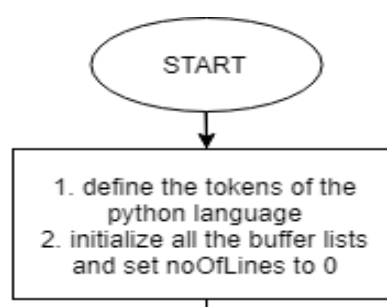 START
1. define the tokens of the
python language
2. initialize all the buffer lists
and set noOfLines to 0